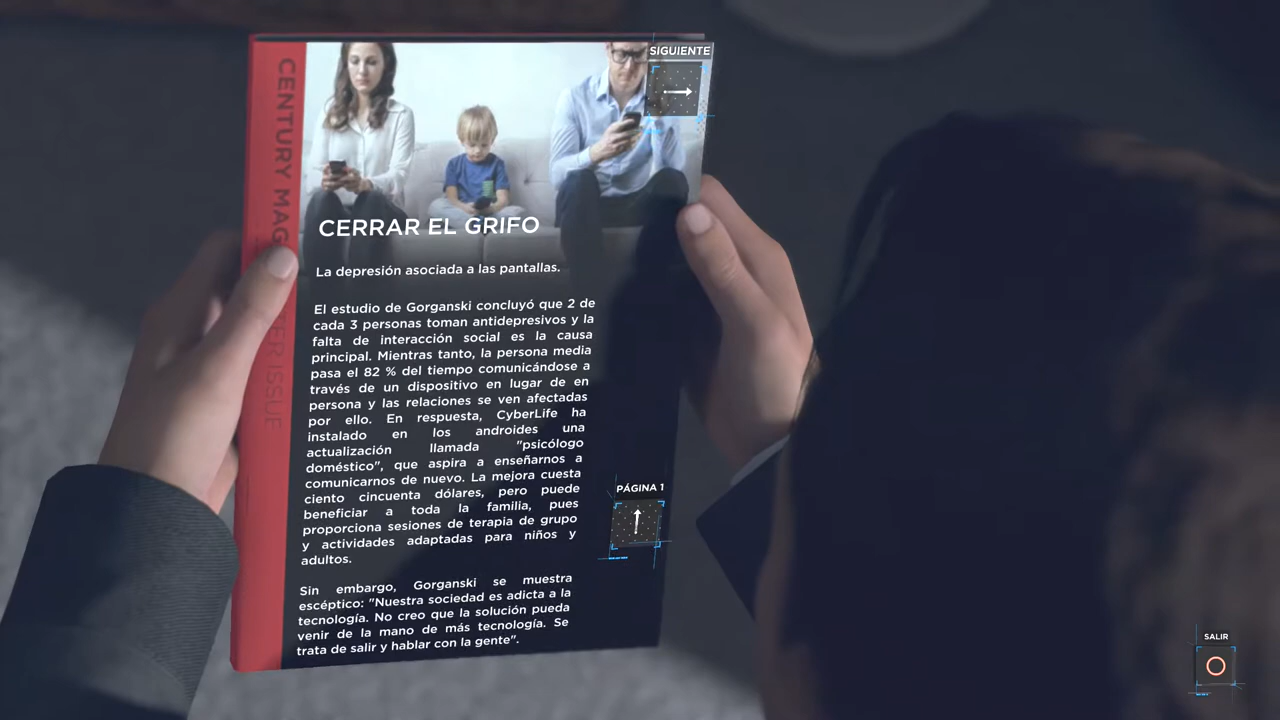 SIGUIENTE
CENTURY MAG
TER ISSUE
CERRAR EL GRIFO
La depresión asociada a las pantallas.
El estudio de Gorganski concluyó que 2 de
cada 3 personas toman antidepresivos y la
falta de interacción social es la causa
principal. Mientras tanto, la persona media
pasa el 82 % del tiempo comunicándose a
través de un dispositivo en lugar de en
persona y las relaciones se ven afectadas
por ello. En respuesta, CyberLife ha
instalado en los androides una
actualización llamada "psicólogo
doméstico", que aspira a enseñarnos a
comunicarnos de nuevo. La mejora cuesta
ciento cincuenta dólares, pero puede
beneficiar a toda la familia, pues
proporciona sesiones de terapia de grupo
y actividades adaptadas para niños y
adultos.
PÁGINA 1
Sin embargo, Gorganski se muestra
escéptico: "Nuestra sociedad es adicta a la
tecnología. No creo que la solución pueda
venir de la mano de más tecnología. Se
trata de salir y hablar con la gente".
SALIR